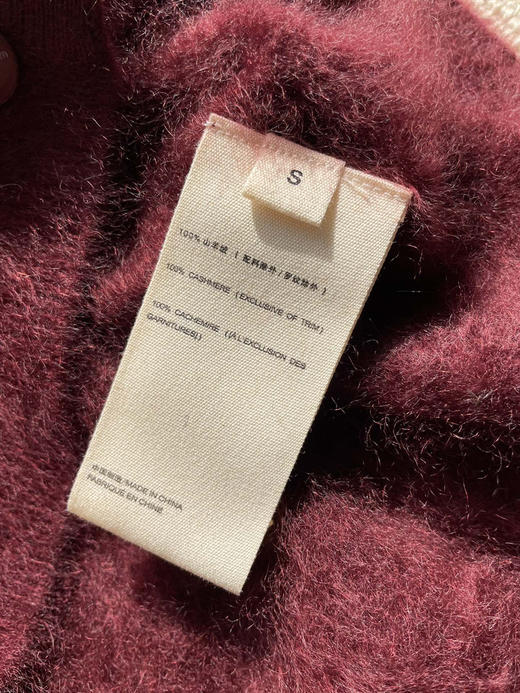 S
100% 山羊绒 ( 配料除外 / 罗纹除外 )
100% CASHMERE (EXCLUSIVE OF TRIM)
100% CACHEMIRE ((À L'EXCLUSION DES
GARNITURES))
中国制造/MADE IN CHINA
FABRIQUÉ EN CHINE